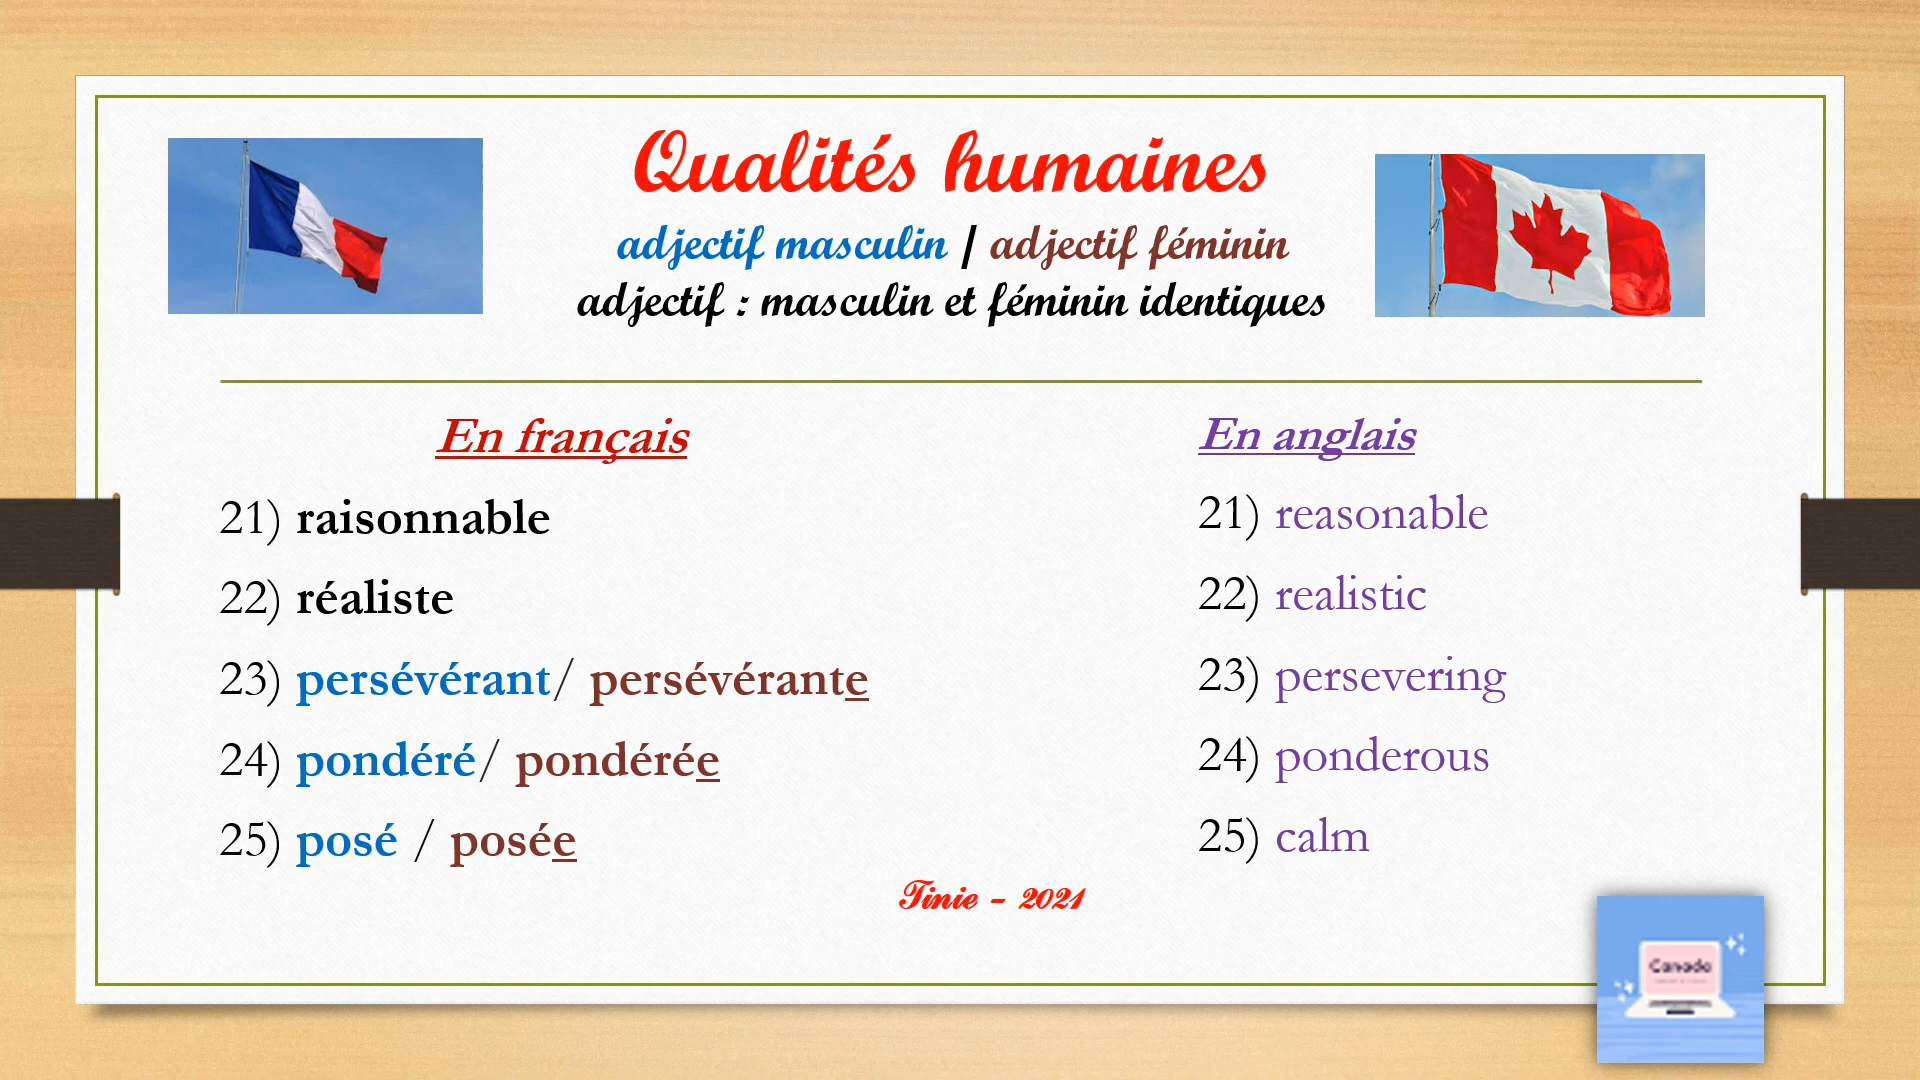 Qualités humaines
adjectif masculin / adjectif féminin
adjectif : masculin et féminin identiques
En français
21) raisonnable
22) réaliste
23) persévérant/ persévérante
24) pondéré/ pondérée
25) posé / posée
En anglais
21) reasonable
22) realistic
23) persevering
24) ponderous
25) calm
Tinie - 2021
Canado